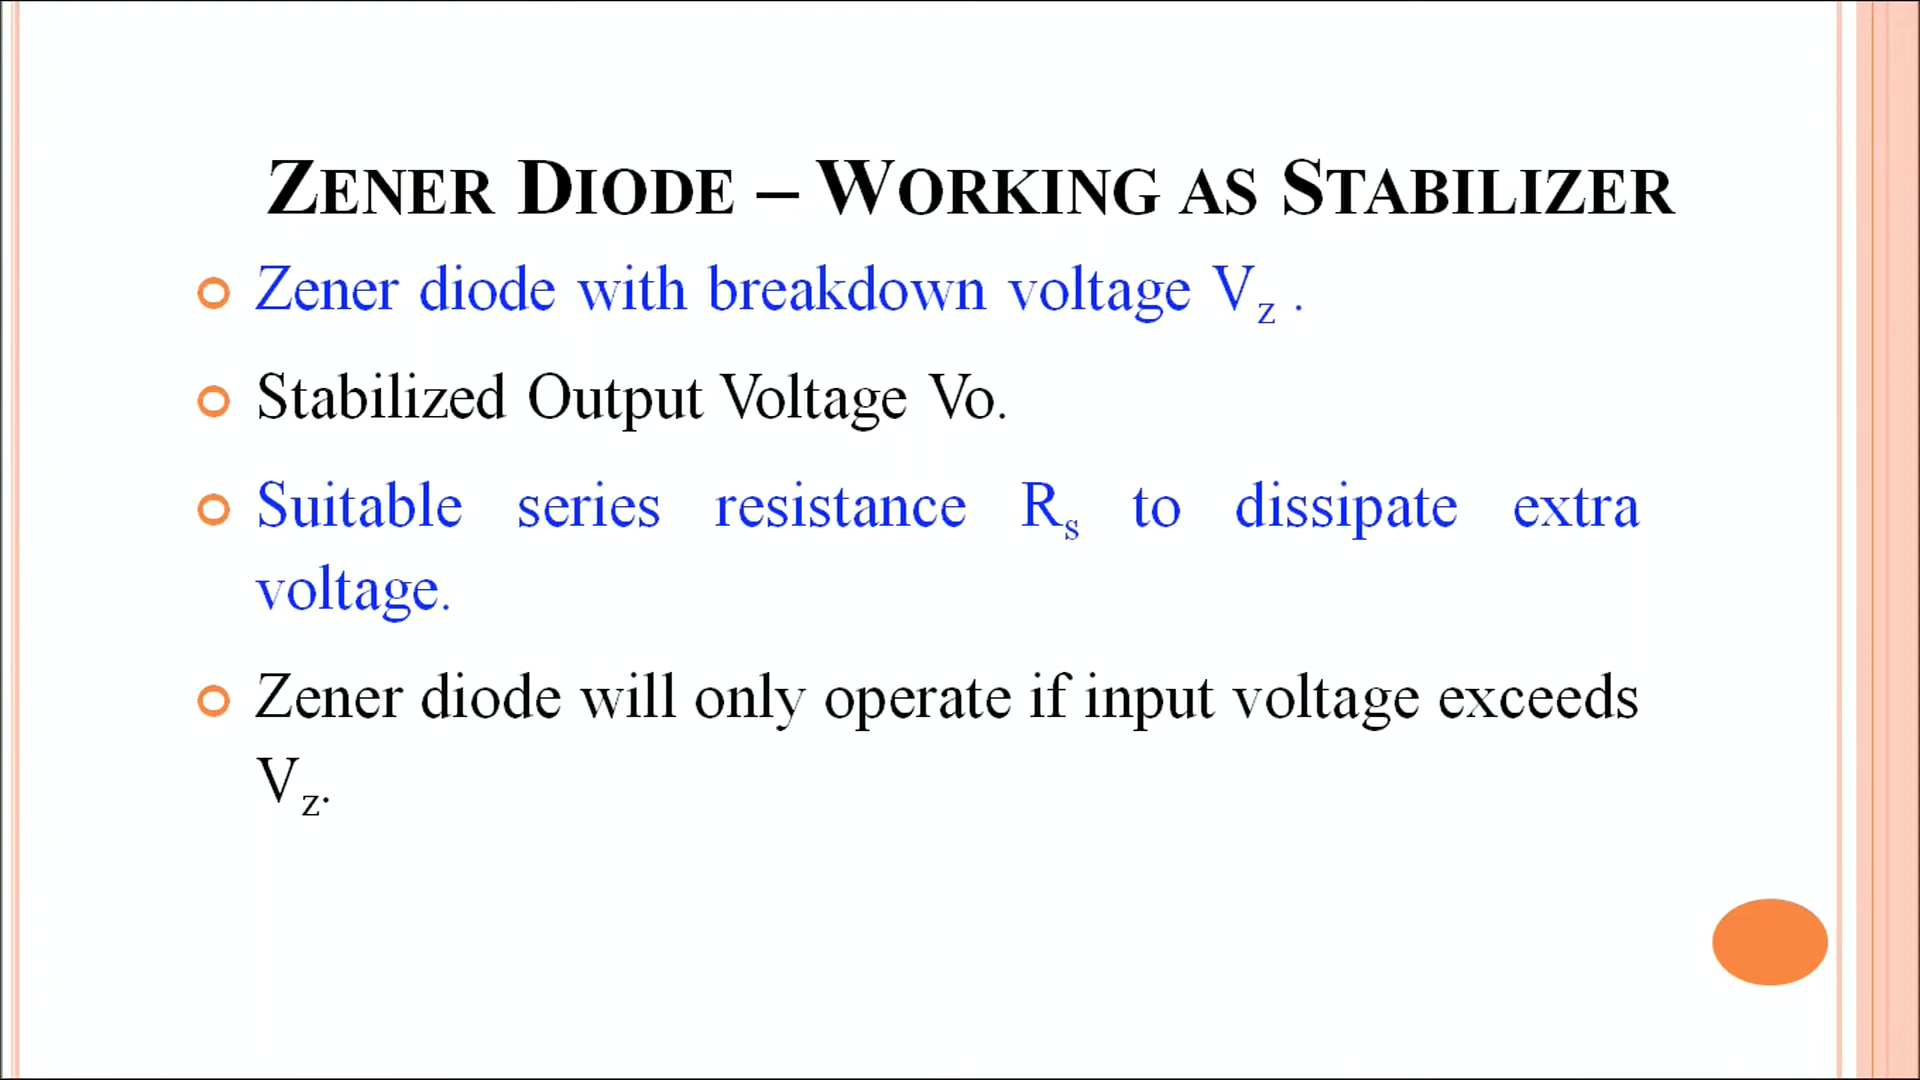 ZENER DIODE – WORKING AS STABILIZER
Zener diode with breakdown voltage Vz .
Stabilized Output Voltage Vo.
Suitable series resistance Rs to dissipate extra
voltage.
Zener diode will only operate if input voltage exceeds
Vz.